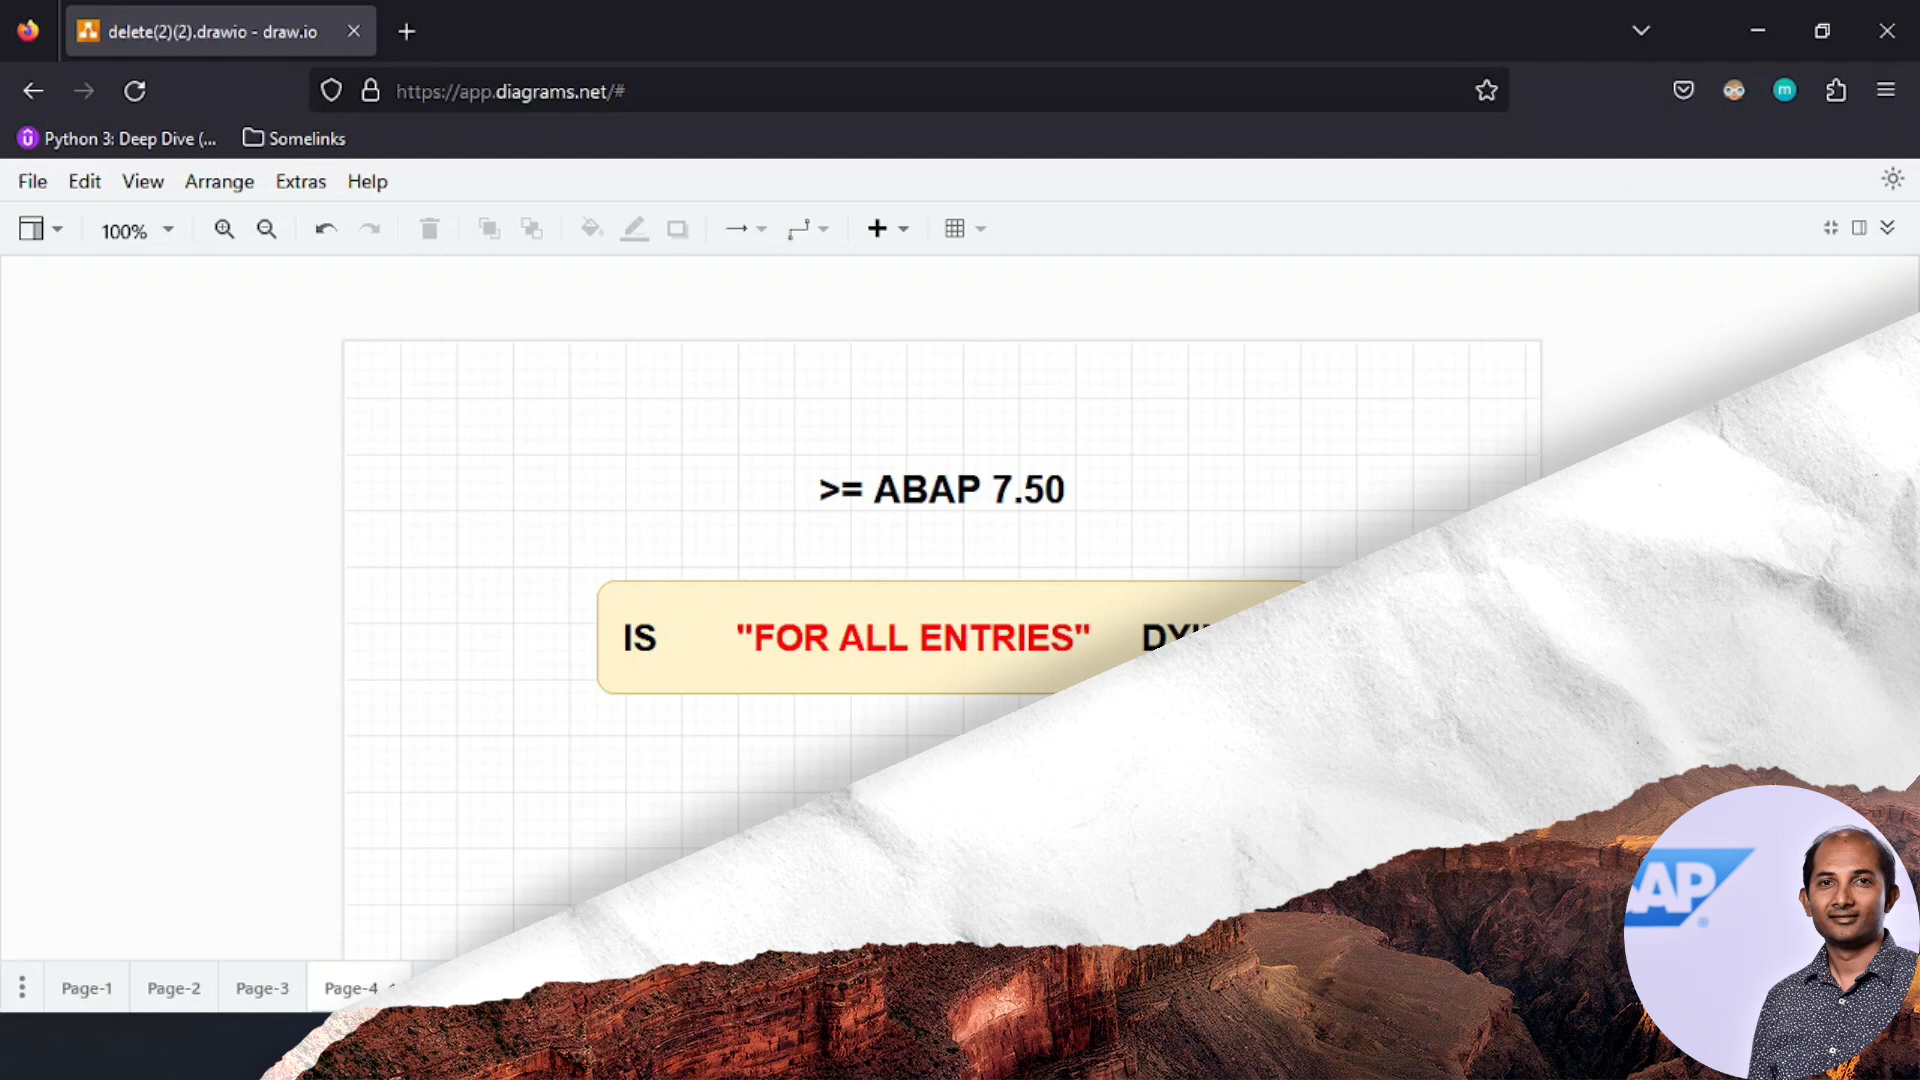 delete(2)(2).drawio - draw.io
https://app.diagrams.net/#
m
Python 3: Deep Dive (...
Somelinks
File Edit View Arrange Extras Help
100%
>= ABAP 7.50
IS "FOR ALL ENTRIES"
Page-1 Page-2 Page-3 Page-4